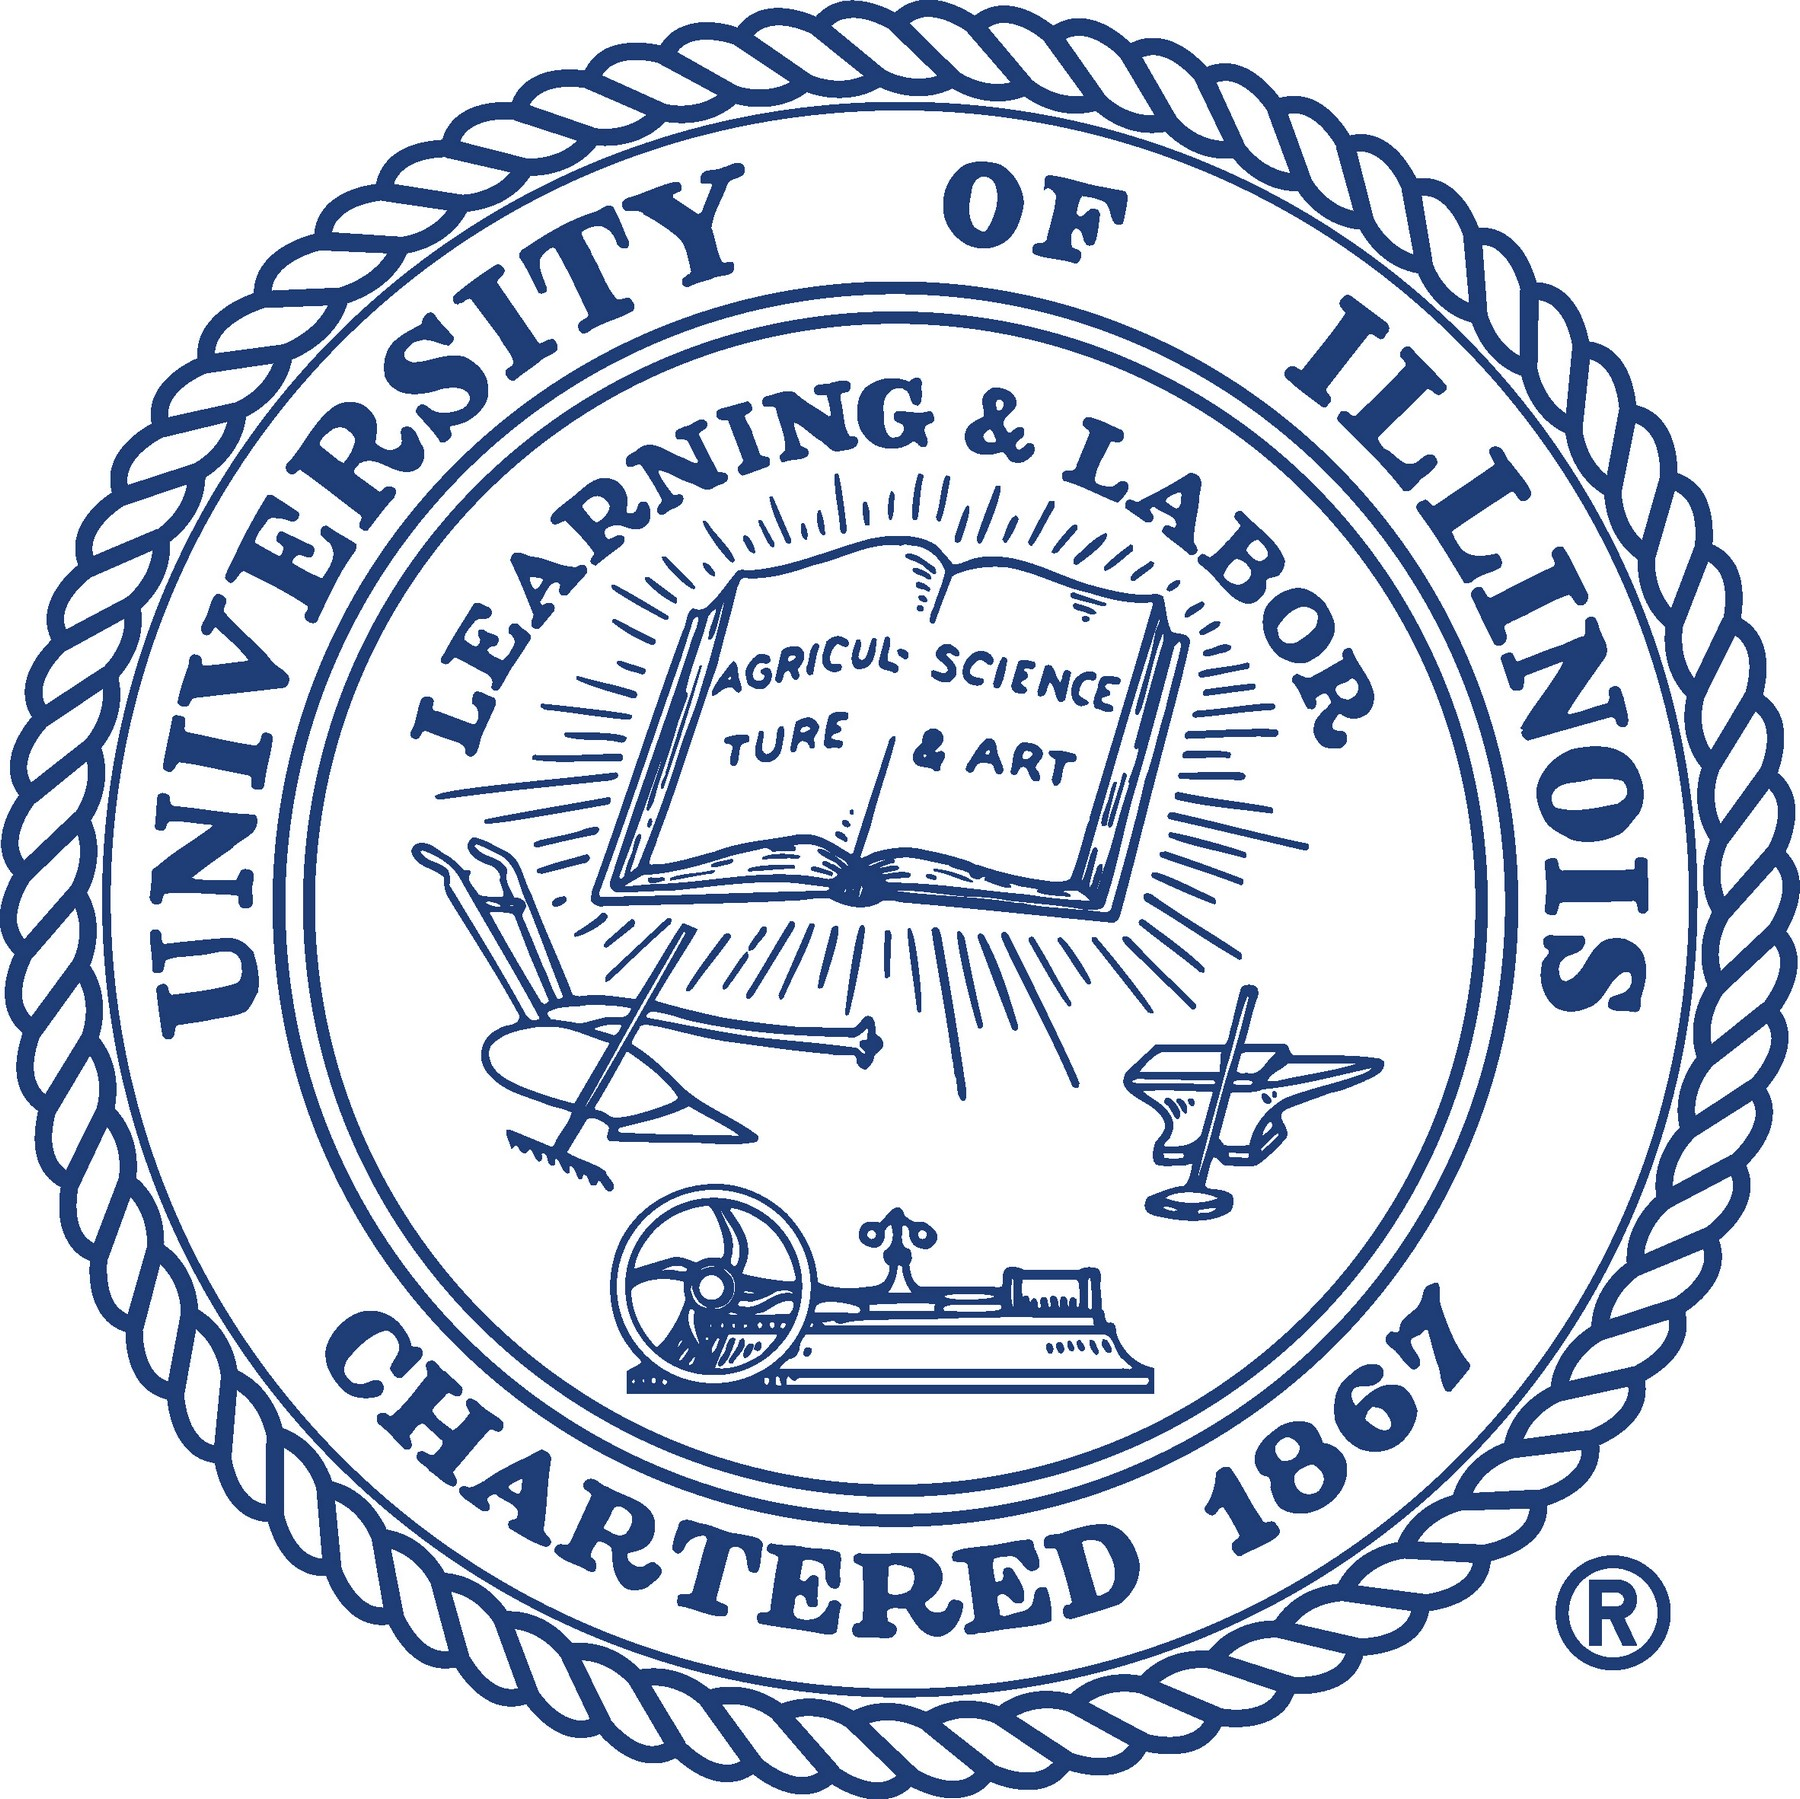 UNIVERSITY OF ILLINOIS
LEARNING & LABOR
AGRICUL-
TURE
SCIENCE
& ART
CHARTERED 1867
®